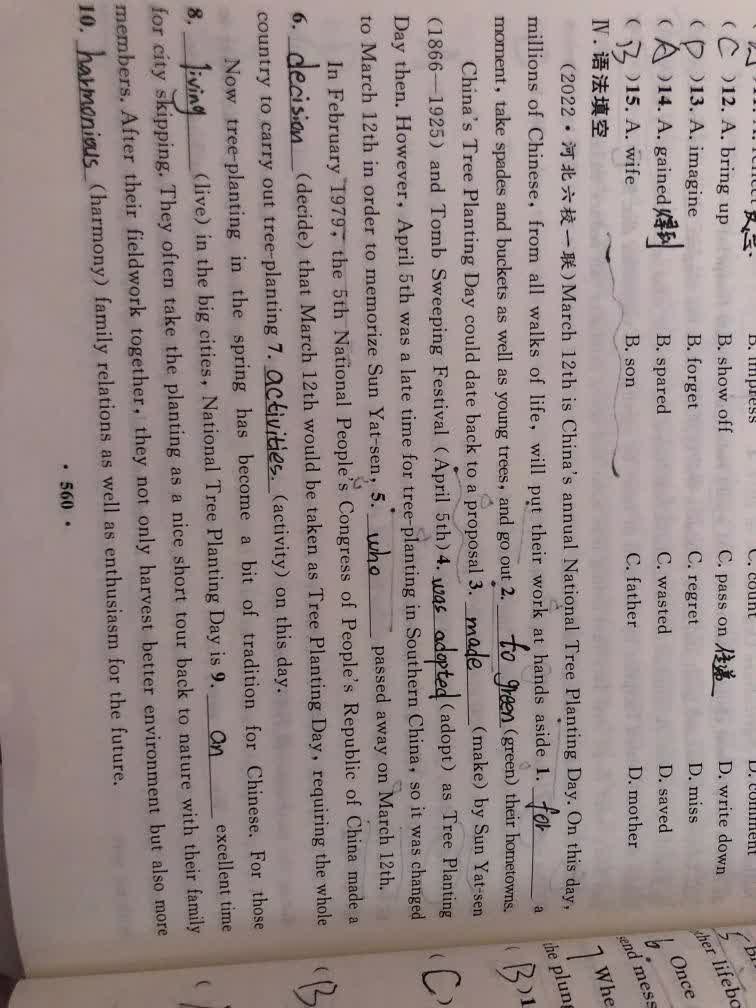 ( C )12. A. bring up B. show off C. pass on 传递 D. write down
( D )13. A. imagine B. forget C. regret D. miss
( A )14. A. gained 得到 B. spared C. wasted D. saved
( B )15. A. wife B. son C. father D. mother
Ⅳ. 语法填空
(2022·河北六校一联)March 12th is China's annual National Tree Planting Day. On this day,
millions of Chinese, from all walks of life, will put their work at hands aside 1. for a
moment, take spades and buckets as well as young trees, and go out 2. to green (green) their hometowns.
China's Tree Planting Day could date back to a proposal 3. made (make) by Sun Yat-sen
(1866—1925) and Tomb Sweeping Festival (April 5th) 4. was adopted (adopt) as Tree Planting
Day then. However, April 5th was a late time for tree-planting in Southern China, so it was changed
to March 12th in order to memorize Sun Yat-sen, 5. who passed away on March 12th.
In February 1979, the 5th National People's Congress of People's Republic of China made a
6. decision (decide) that March 12th would be taken as Tree Planting Day, requiring the whole
country to carry out tree-planting 7. activities. (activity) on this day.
Now tree-planting in the spring has become a bit of tradition for Chinese. For those
8. living (live) in the big cities, National Tree Planting Day is 9. an excellent time
for city skipping. They often take the planting as a nice short tour back to nature with their family
members. After their fieldwork together, they not only harvest better environment but also more
10. harmonious (harmony) family relations as well as enthusiasm for the future.
· 560 ·
( C )
( B )
( B )1
the plung
7 Whe
send mess
6. Once